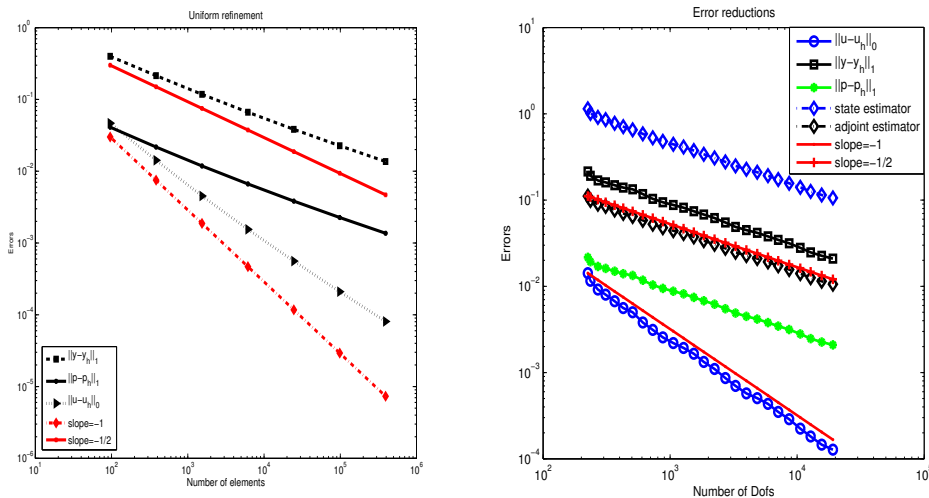 Uniform refinement
10^0
10^-1
10^-2
10^-3
10^-4
10^-5
10^-6
Errors
||y−y_h||_1
||p−p_h||_1
||u−u_h||_0
slope=−1
slope=−1/2
10^1
10^2
10^3
10^4
10^5
10^6
Number of elements
Error reductions
10^1
10^0
10^-1
10^-2
10^-3
10^-4
Errors
||u−u_h||_0
||y−y_h||_1
||p−p_h||_1
state estimator
adjoint estimator
slope=−1
slope=−1/2
10^2
10^3
10^4
10^5
Number of Dofs